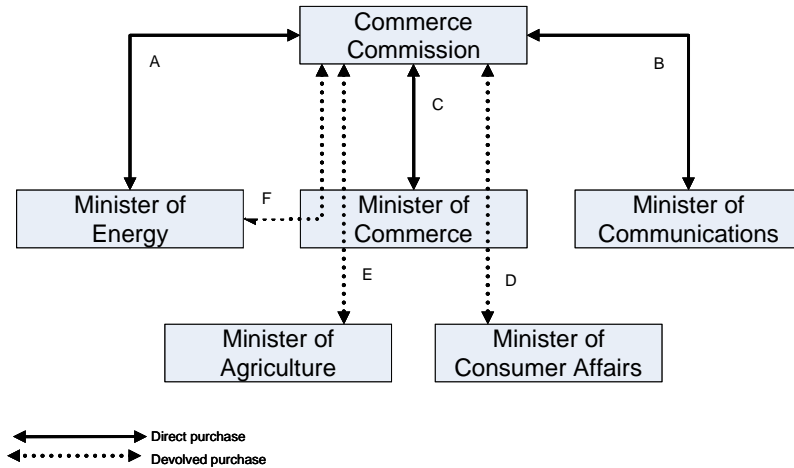 Commerce
Commission
A
B
C
Minister of
Energy
F
Minister of
Commerce
Minister of
Communications
E
D
Minister of
Agriculture
Minister of
Consumer Affairs
Direct purchase
Devolved purchase